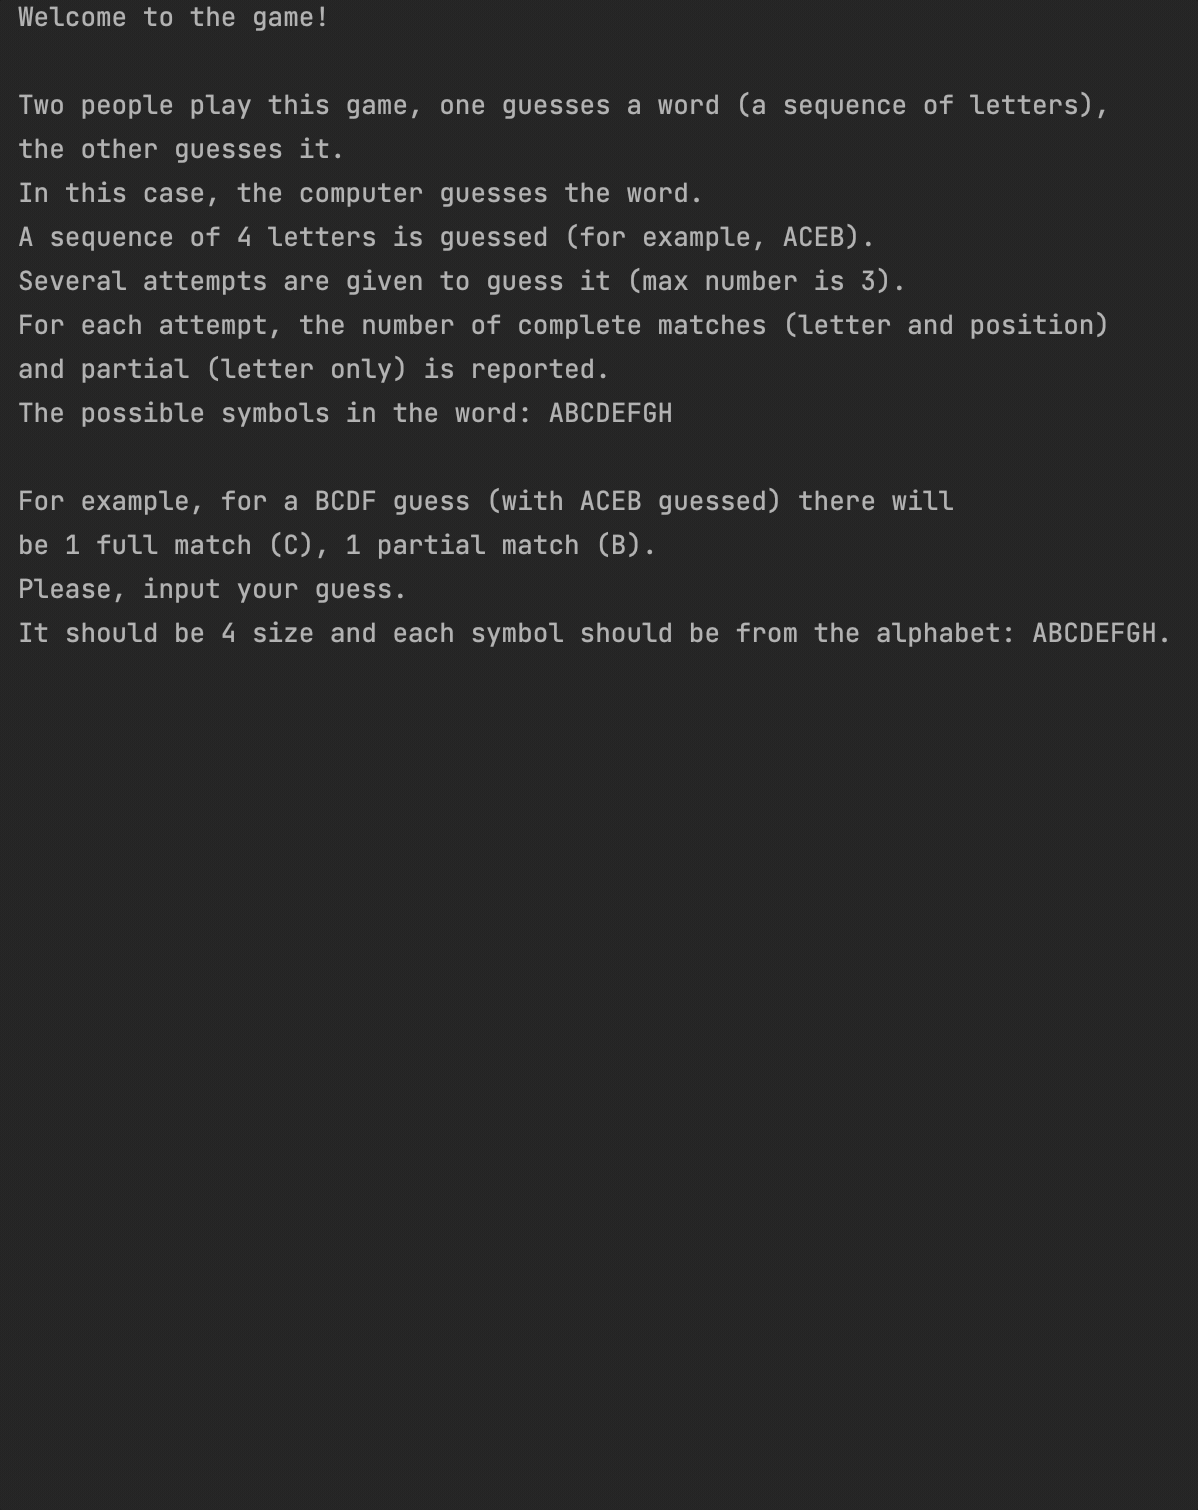 Welcome to the game!
Two people play this game, one guesses a word (a sequence of letters),
the other guesses it.
In this case, the computer guesses the word.
A sequence of 4 letters is guessed (for example, ACEB).
Several attempts are given to guess it (max number is 3).
For each attempt, the number of complete matches (letter and position)
and partial (letter only) is reported.
The possible symbols in the word: ABCDEFGH
For example, for a BCDF guess (with ACEB guessed) there will
be 1 full match (C), 1 partial match (B).
Please, input your guess.
It should be 4 size and each symbol should be from the alphabet: ABCDEFGH.